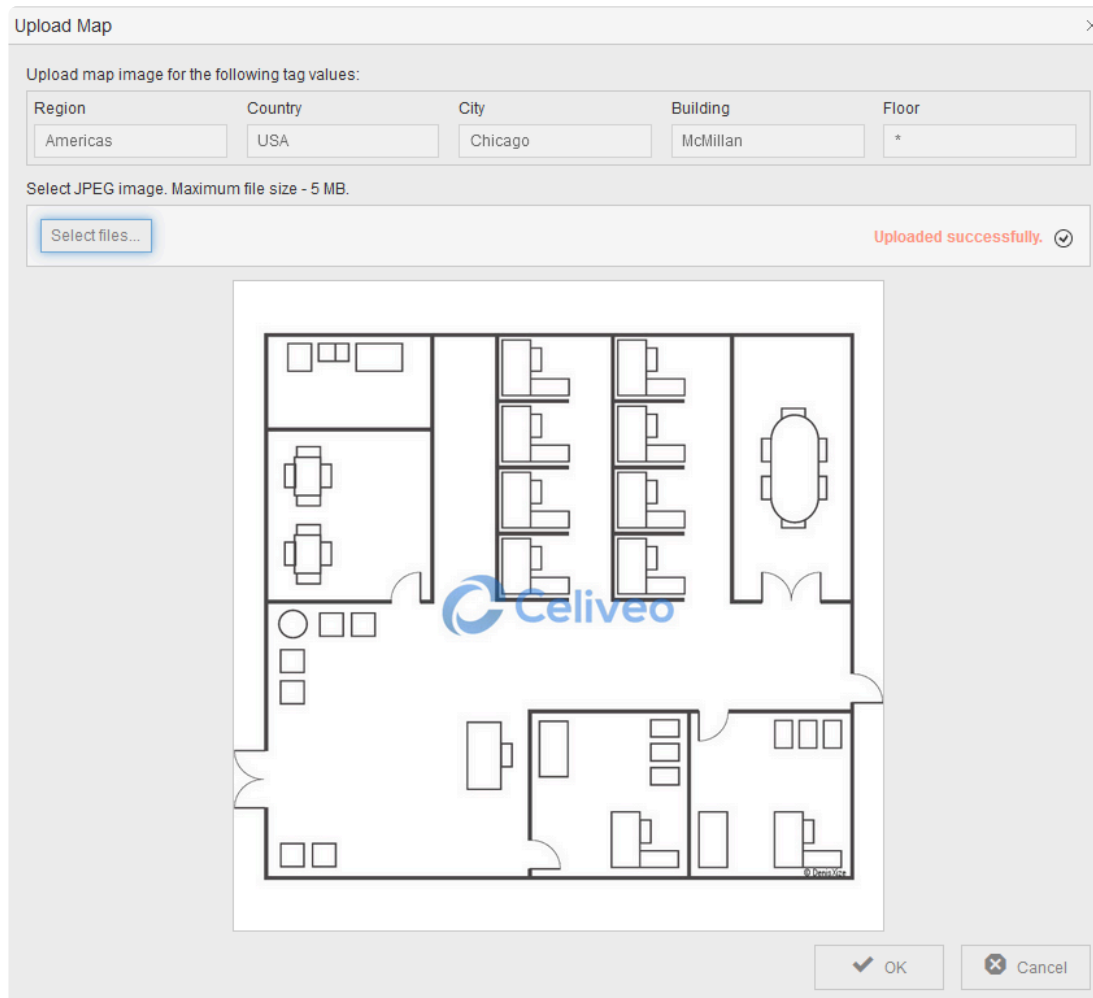 Upload Map
Upload map image for the following tag values:
Region Country City Building Floor
Americas USA Chicago McMillan *
Select JPEG image. Maximum file size - 5 MB.
Select files... Uploaded successfully.
Celiveo
© DenisXize
OK Cancel